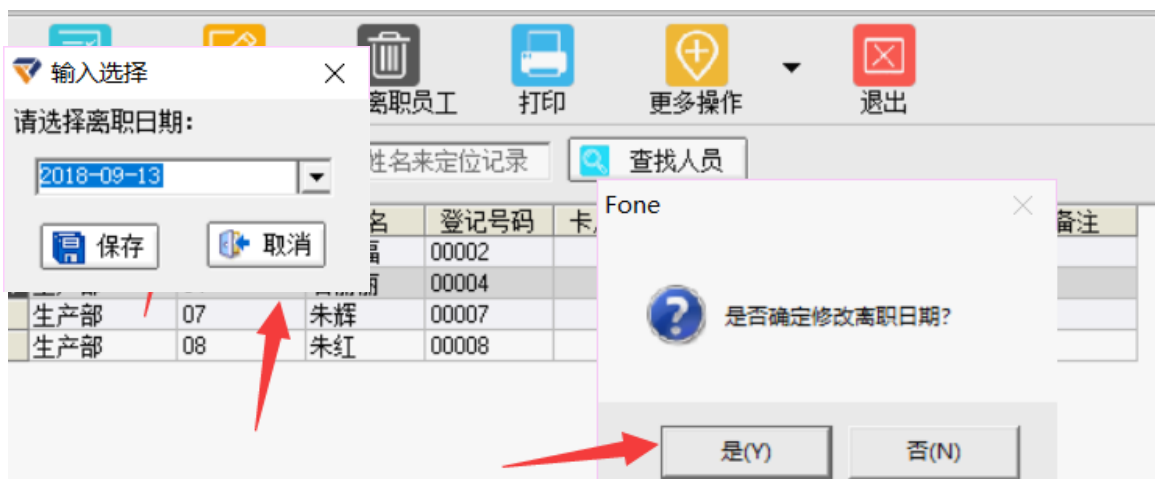 输入选择
请选择离职日期:
2018-09-13
保存
取消
离职员工
打印
更多操作
退出
姓名来定位记录
查找人员
名
登记号码
卡
备注
福
00002
丽
00004
生产部
07
朱辉
00007
生产部
08
朱红
00008
Fone
是否确定修改离职日期?
是(Y)
否(N)